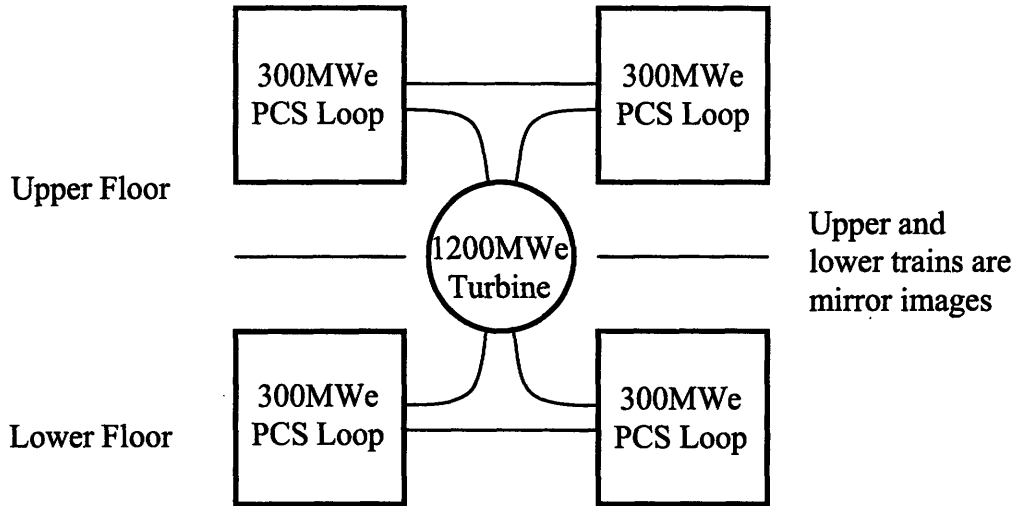 300MWe
PCS Loop
300MWe
PCS Loop
Upper Floor
1200MWe
Turbine
Upper and
lower trains are
mirror images
300MWe
PCS Loop
300MWe
PCS Loop
Lower Floor